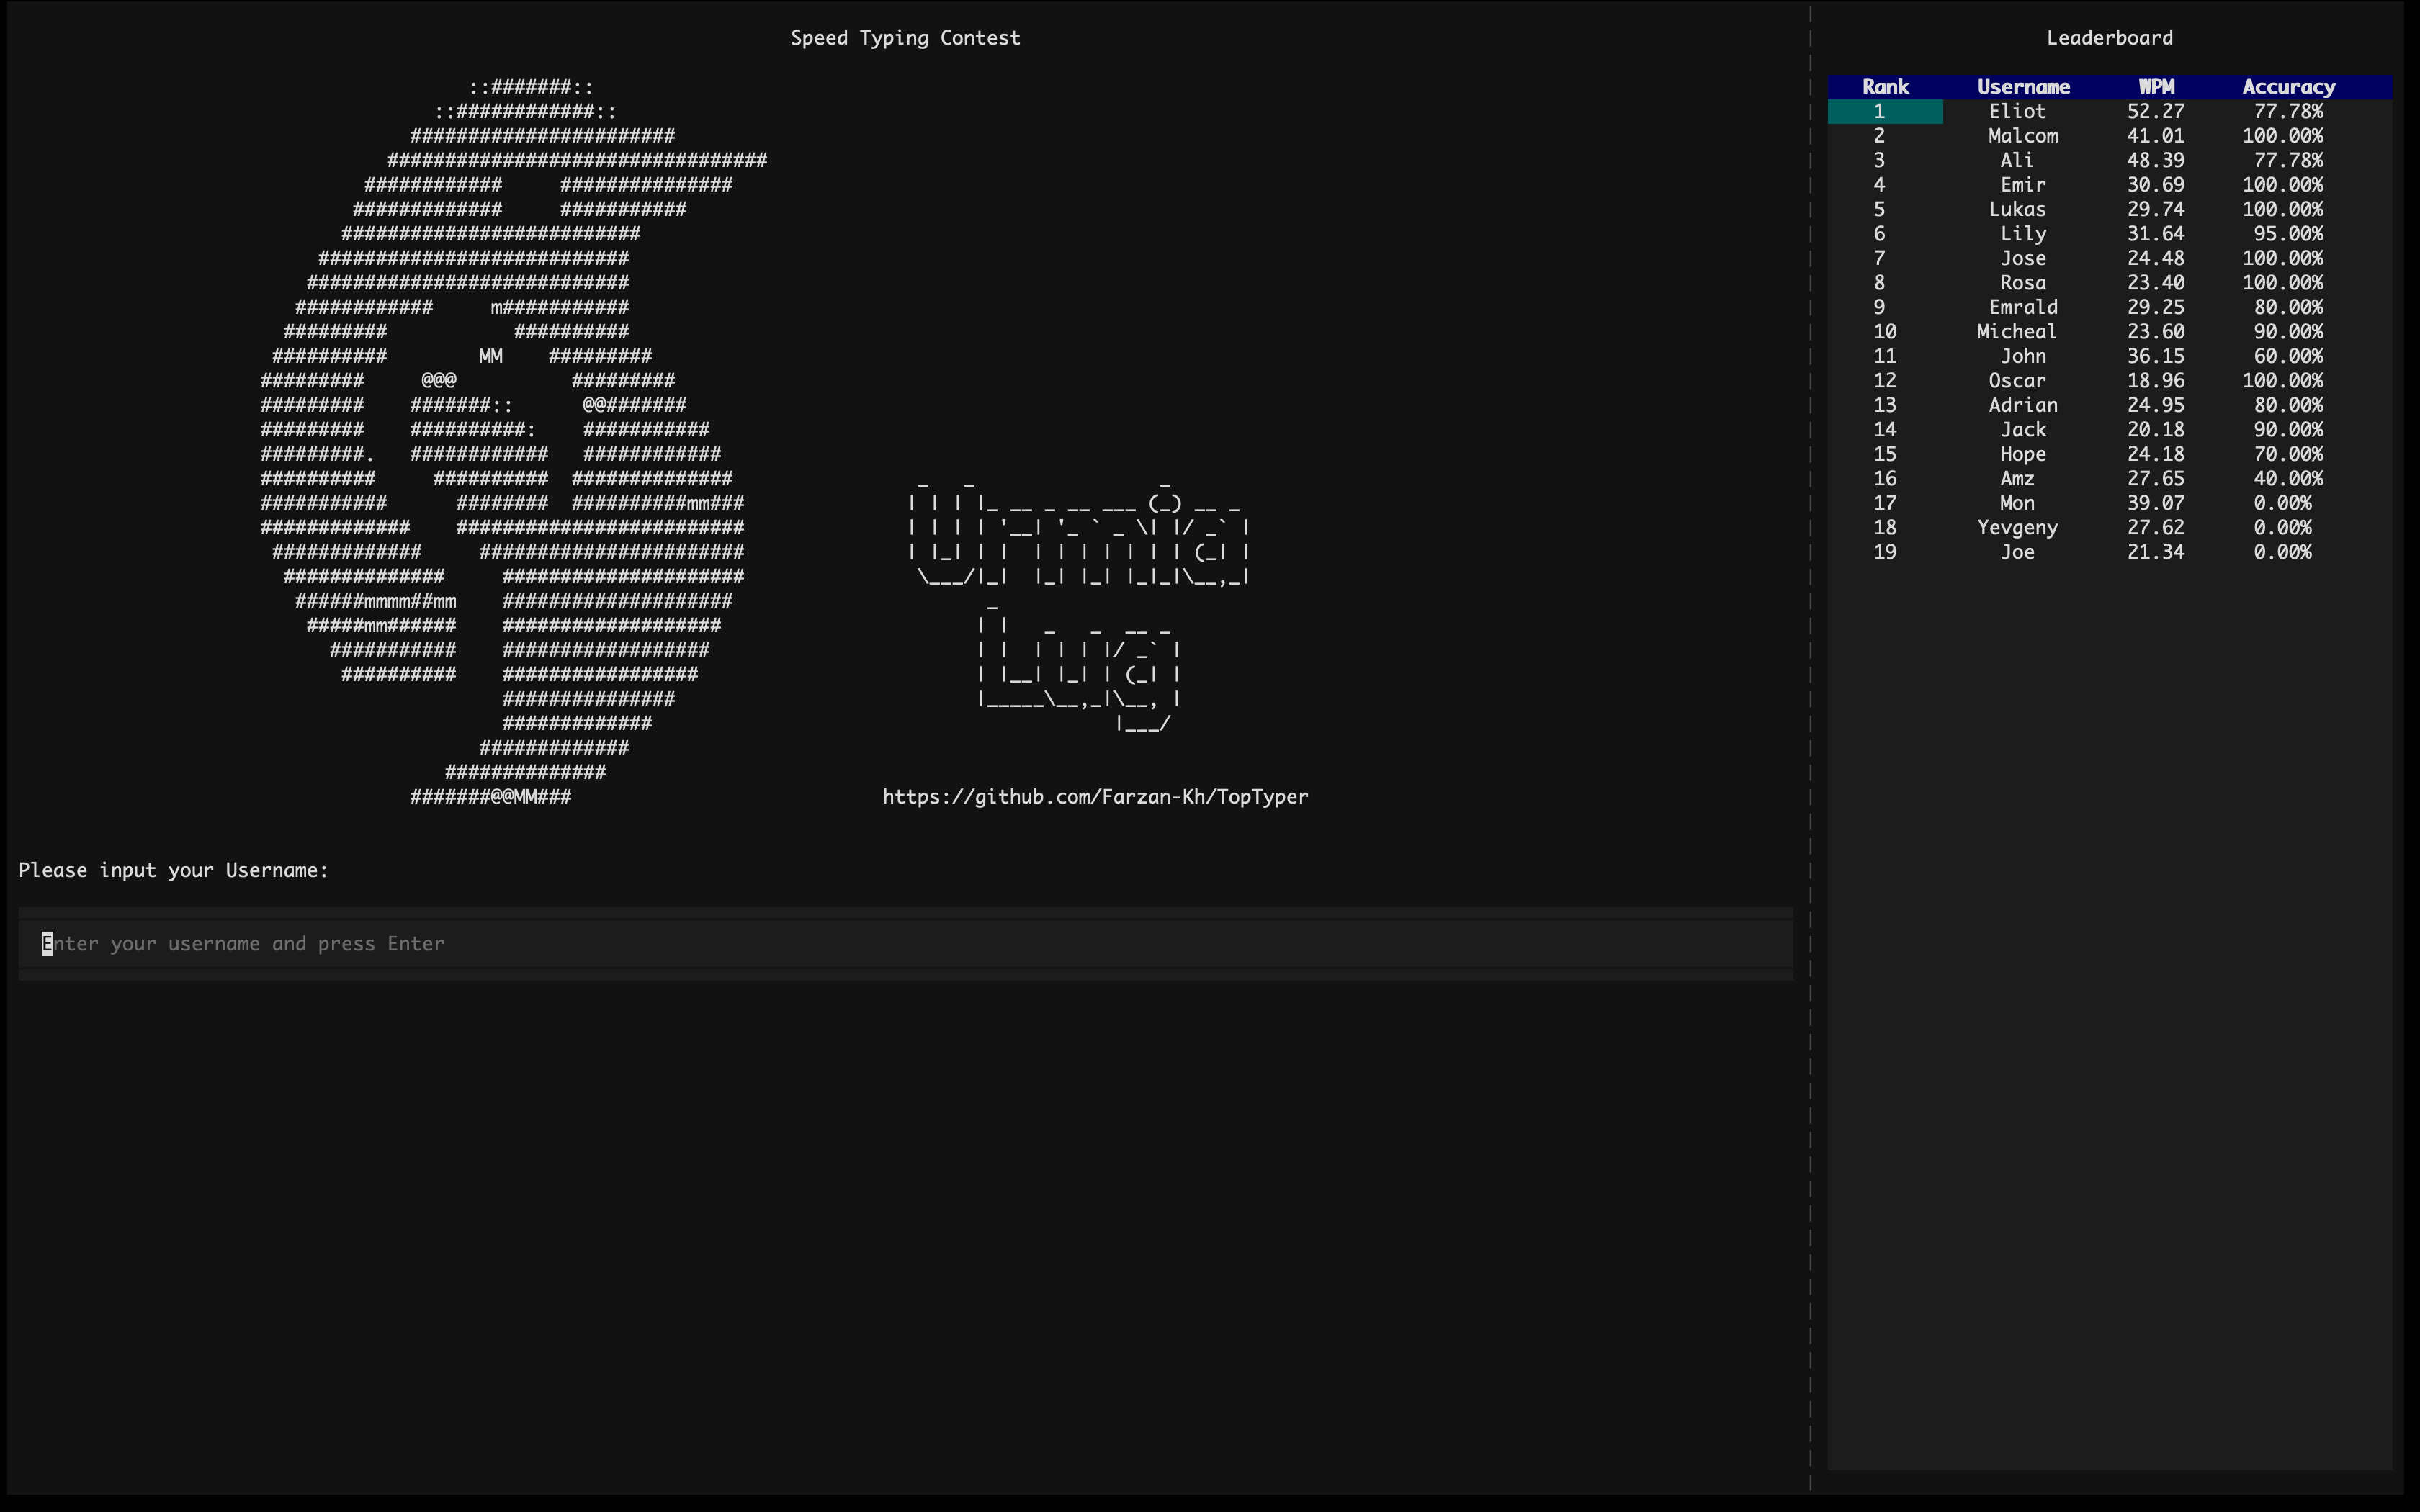 Speed Typing Contest
Urmia
Lug
https://github.com/Farzan-Kh/TopTyper
Please input your Username:
Enter your username and press Enter
Leaderboard
Rank Username WPM Accuracy
1 Eliot 52.27 77.78%
2 Malcom 41.01 100.00%
3 Ali 48.39 77.78%
4 Emir 30.69 100.00%
5 Lukas 29.74 100.00%
6 Lily 31.64 95.00%
7 Jose 24.48 100.00%
8 Rosa 23.40 100.00%
9 Emrald 29.25 80.00%
10 Micheal 23.60 90.00%
11 John 36.15 60.00%
12 Oscar 18.96 100.00%
13 Adrian 24.95 80.00%
14 Jack 20.18 90.00%
15 Hope 24.18 70.00%
16 Amz 27.65 40.00%
17 Mon 39.07 0.00%
18 Yevgeny 27.62 0.00%
19 Joe 21.34 0.00%